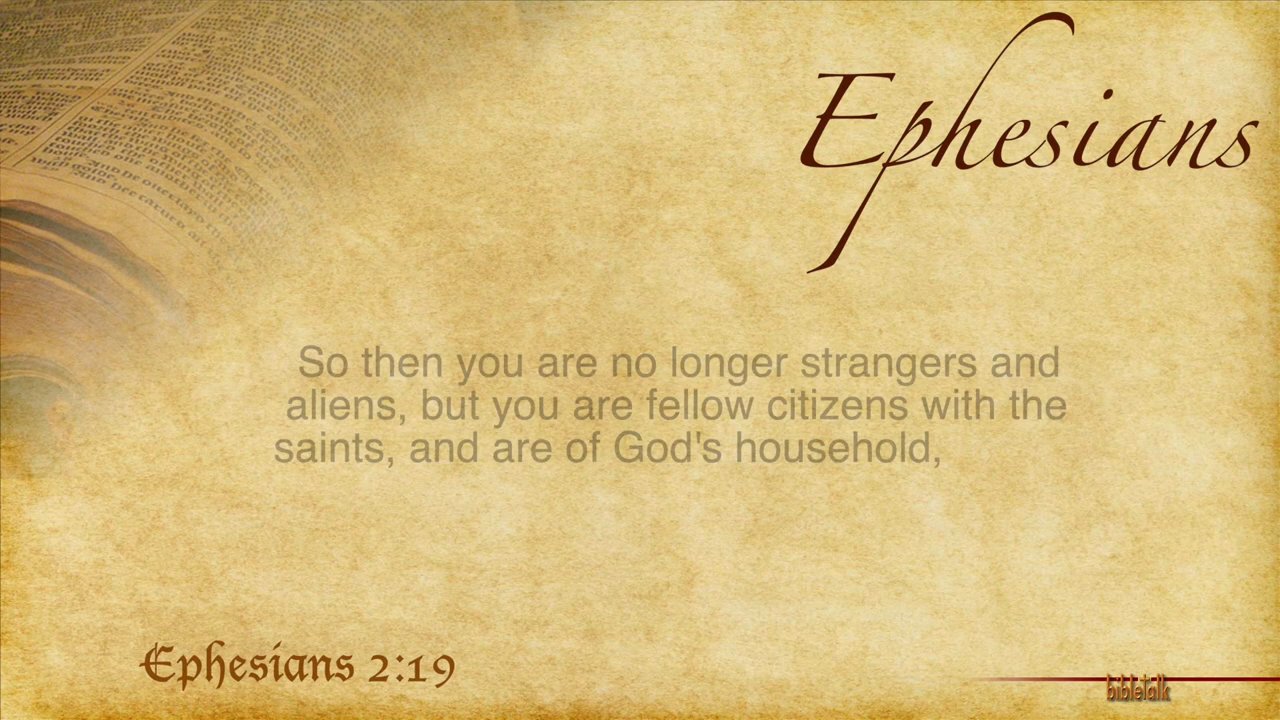 Ephesians
So then you are no longer strangers and
aliens, but you are fellow citizens with the
saints, and are of God's household,
Ephesians 2:19
bibletalk